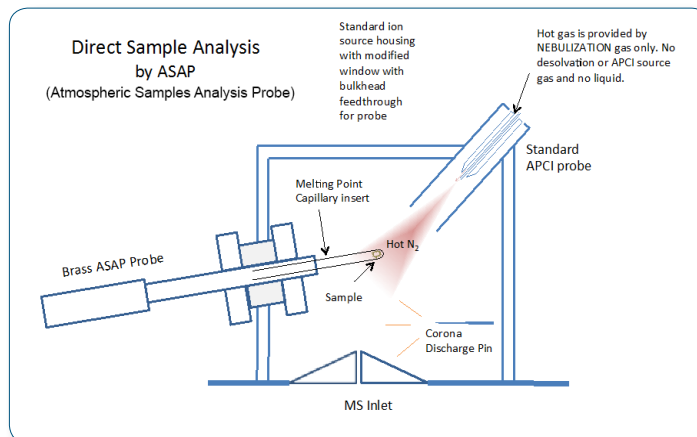 Direct Sample Analysis
by ASAP
(Atmospheric Samples Analysis Probe)
Standard ion
source housing
with modified
window with
bulkhead
feedthrough
for probe
Hot gas is provided by
NEBULIZATION gas only. No
desolvation or APCI source
gas and no liquid.
Standard
APCI probe
Melting Point
Capillary insert
Hot N₂
Brass ASAP Probe
Sample
Corona
Discharge Pin
MS Inlet